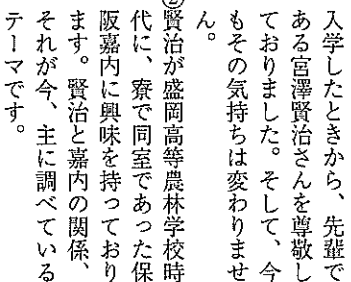 入学したときから、先輩で
ある宮澤賢治さんを尊敬し
ておりました。そして、今
もその気持ちは変わりませ
ん。
②賢治が盛岡高等農林学校時
代に、寮で同室であった保
阪嘉内に興味を持っており
ます。賢治と嘉内の関係、
それが今、主に調べている
テーマです。